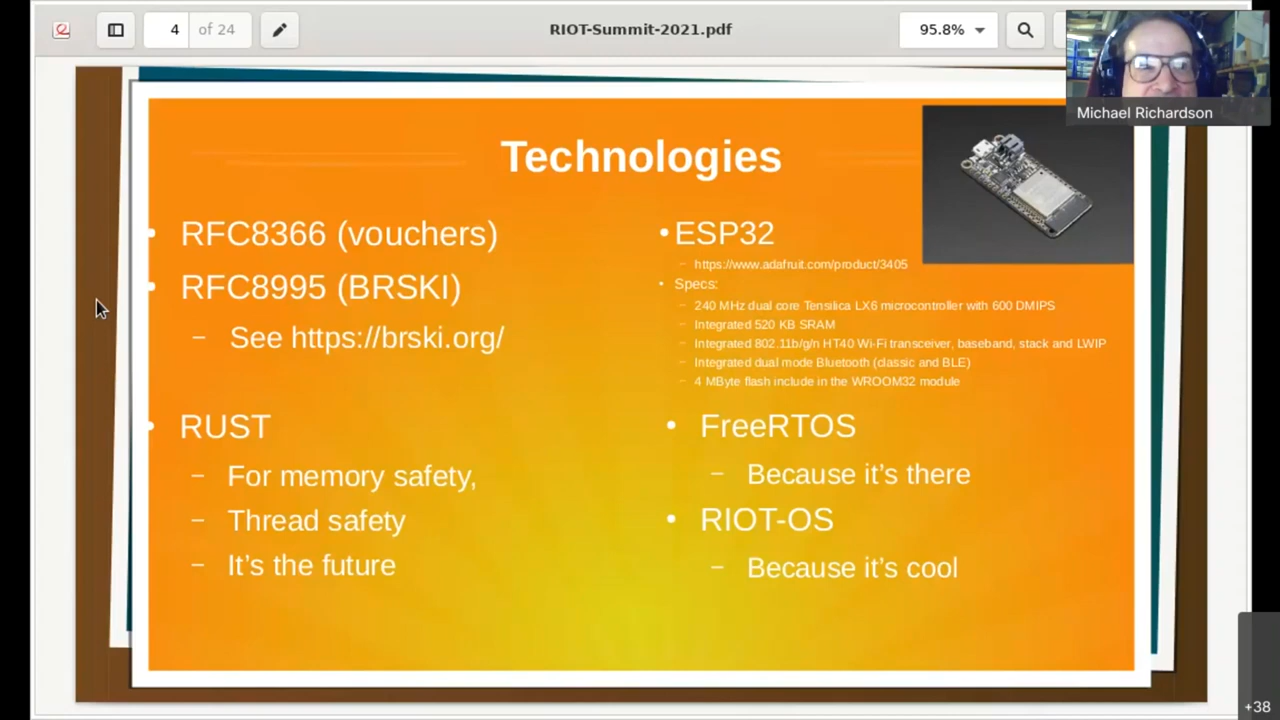 4 of 24
RIOT-Summit-2021.pdf
95.8%
Michael Richardson
Technologies
RFC8366 (vouchers)
RFC8995 (BRSKI)
See https://brski.org/
RUST
For memory safety,
Thread safety
It's the future
ESP32
https://www.adafruit.com/product/3405
Specs:
240 MHz dual core Tensilica LX6 microcontroller with 600 DMIPS
Integrated 520 KB SRAM
Integrated 802.11b/g/n HT40 Wi-Fi transceiver, baseband, stack and LWIP
Integrated dual mode Bluetooth (classic and BLE)
4 MByte flash include in the WROOM32 module
FreeRTOS
Because it's there
RIOT-OS
Because it's cool
+38